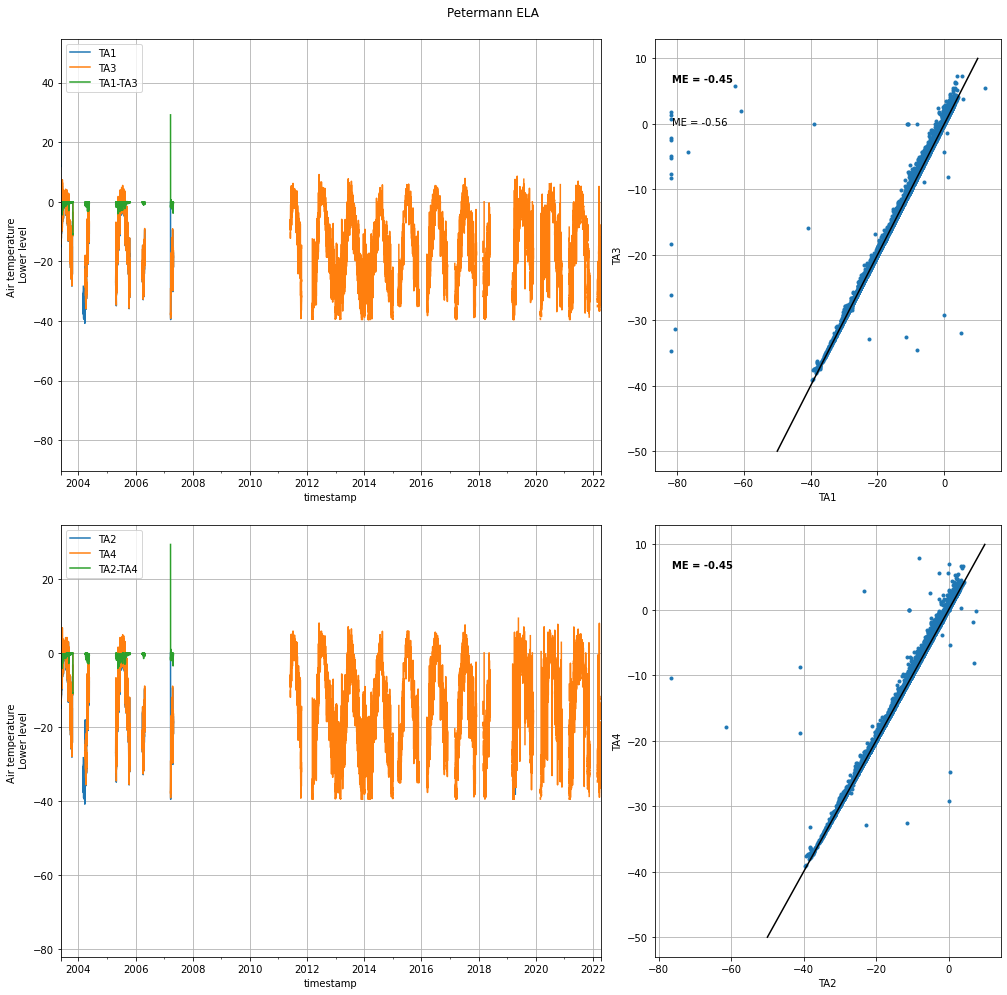 Petermann ELA
TA1
TA3
TA1-TA3
40
20
0
−20
−40
−60
−80
Air temperature
Lower level
2004 2006 2008 2010 2012 2014 2016 2018 2020 2022
timestamp
ME = -0.45
ME = -0.56
10
0
−10
−20
−30
−40
−50
TA3
−80 −60 −40 −20 0
TA1
TA2
TA4
TA2-TA4
20
0
−20
−40
−60
−80
Air temperature
Lower level
2004 2006 2008 2010 2012 2014 2016 2018 2020 2022
timestamp
ME = -0.45
10
0
−10
−20
−30
−40
−50
TA4
−80 −60 −40 −20 0
TA2